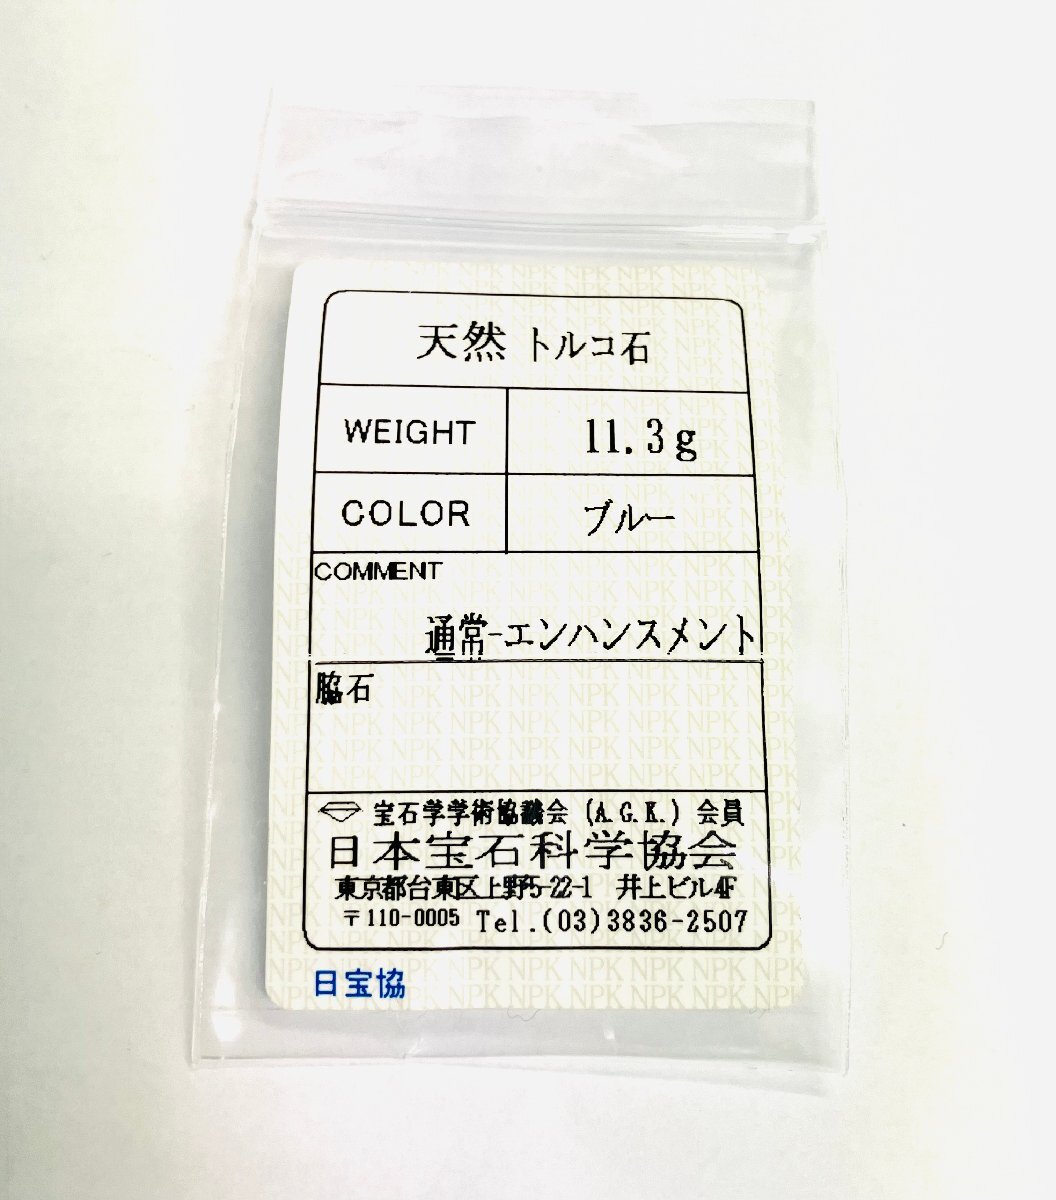 天然 トルコ石
WEIGHT 11.3g
COLOR ブルー
COMMENT
通常-エンハンスメント
脇石
宝石学学術協議会 (A.G.K.) 会員
日本宝石科学協会
東京都台東区上野5-22-1 井上ビル4F
〒110-0005 Tel.(03)3836-2507
日宝協